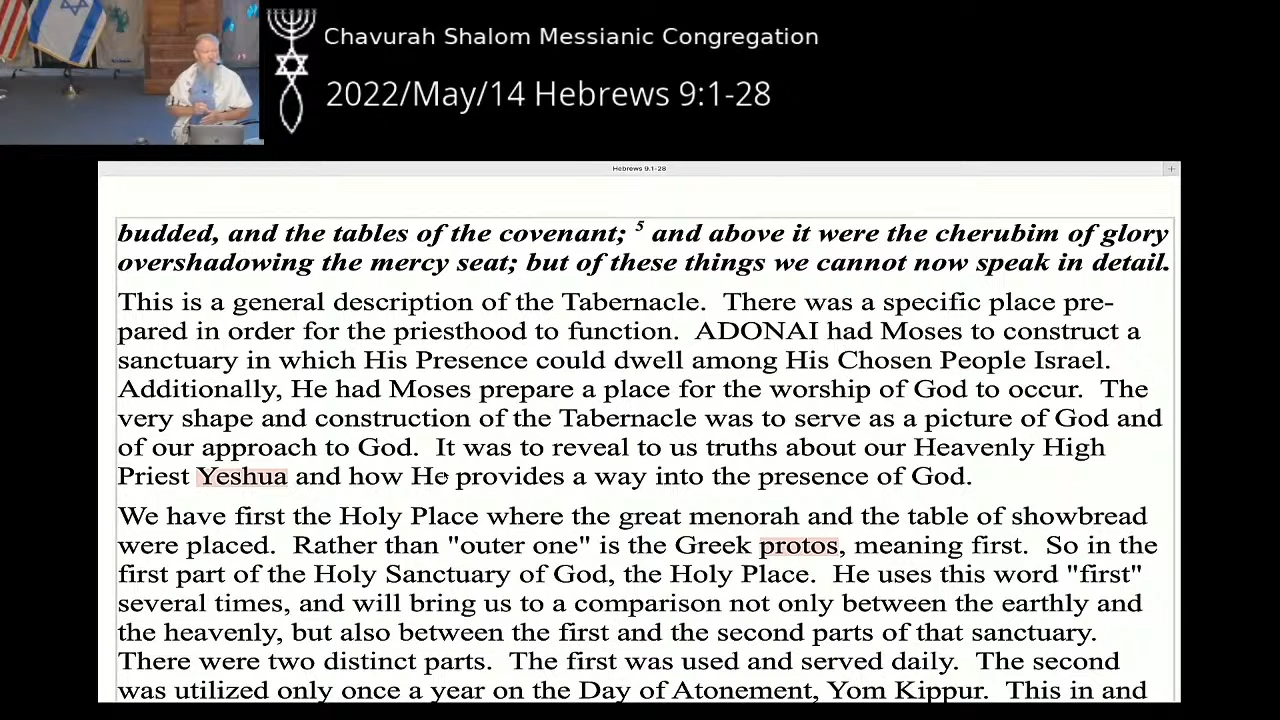 Chavurah Shalom Messianic Congregation
2022/May/14 Hebrews 9:1-28
Hebrews 9.1-28
+
budded, and the tables of the covenant; 5 and above it were the cherubim of glory
overshadowing the mercy seat; but of these things we cannot now speak in detail.
This is a general description of the Tabernacle. There was a specific place pre-
pared in order for the priesthood to function. ADONAI had Moses to construct a
sanctuary in which His Presence could dwell among His Chosen People Israel.
Additionally, He had Moses prepare a place for the worship of God to occur. The
very shape and construction of the Tabernacle was to serve as a picture of God and
of our approach to God. It was to reveal to us truths about our Heavenly High
Priest Yeshua and how He provides a way into the presence of God.
We have first the Holy Place where the great menorah and the table of showbread
were placed. Rather than "outer one" is the Greek protos, meaning first. So in the
first part of the Holy Sanctuary of God, the Holy Place. He uses this word "first"
several times, and will bring us to a comparison not only between the earthly and
the heavenly, but also between the first and the second parts of that sanctuary.
There were two distinct parts. The first was used and served daily. The second
was utilized only once a year on the Day of Atonement, Yom Kippur. This in and